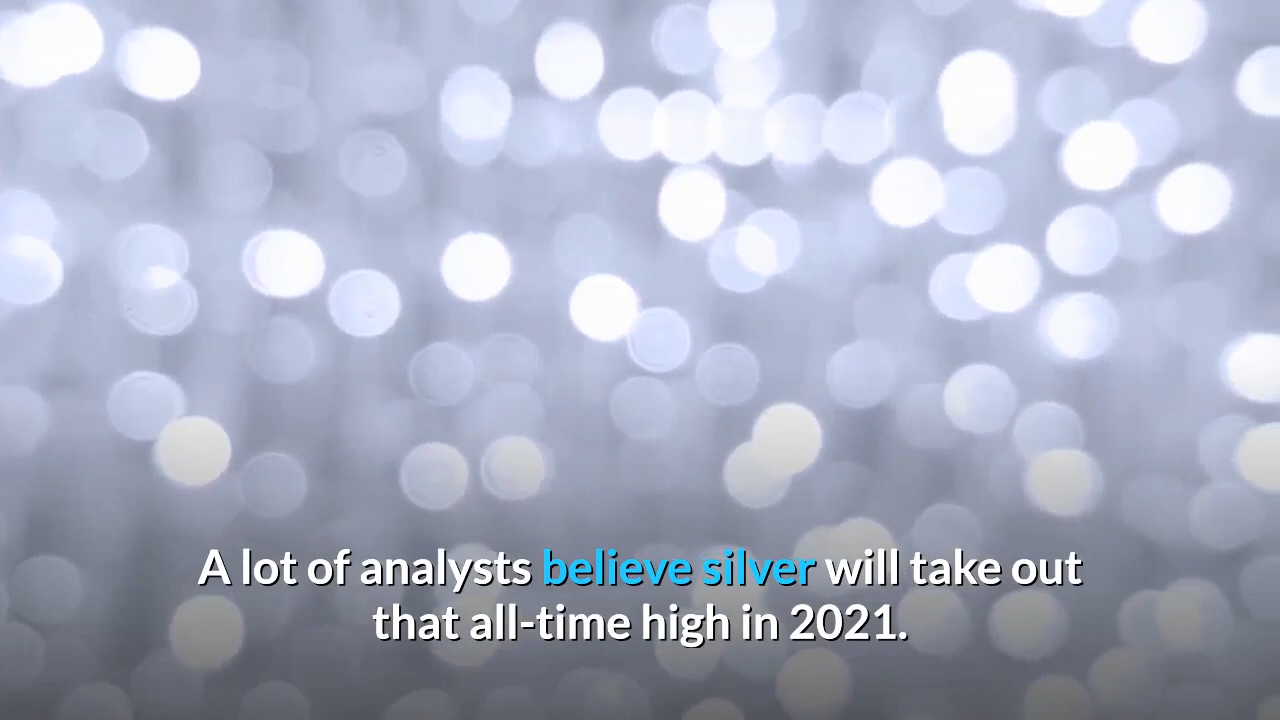 A lot of analysts believe silver will take out
that all-time high in 2021.